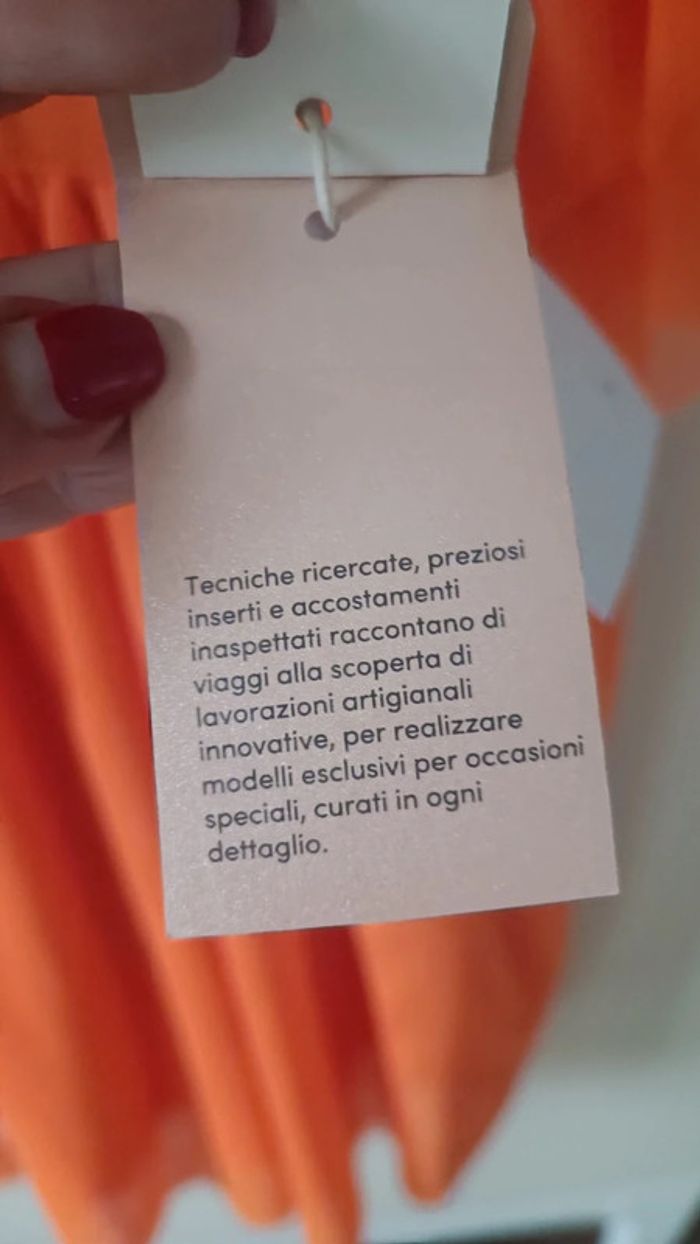 Tecniche ricercate, preziosi
inserti e accostamenti
inaspettati raccontano di
viaggi alla scoperta di
lavorazioni artigianali
innovative, per realizzare
modelli esclusivi per occasioni
speciali, curati in ogni
dettaglio.